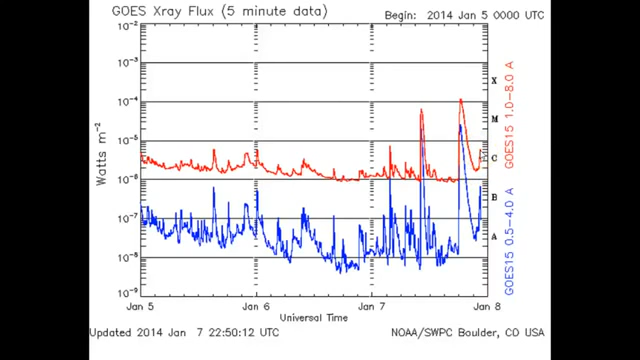 GOES Xray Flux (5 minute data)
Begin: 2014 Jan 5 0000 UTC
10-2
10-3
10-4
10-5
10-6
10-7
10-8
10-9
Watts m-2
X
M
C
B
A
GOES15 1.0-8.0 A
GOES15 0.5-4.0 A
Jan 5
Jan 6
Jan 7
Jan 8
Universal Time
Updated 2014 Jan 7 22:50:12 UTC
NOAA/SWPC Boulder, CO USA